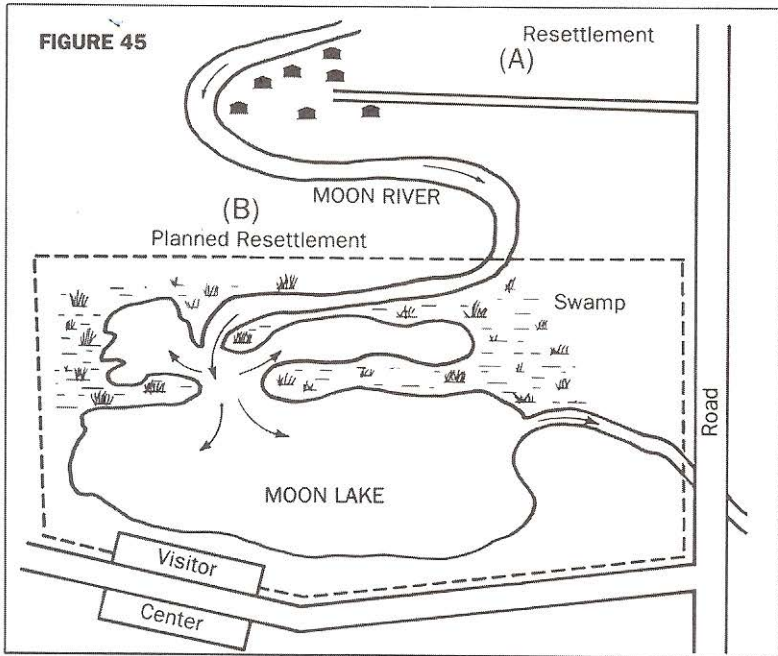 FIGURE 45
Resettlement
(A)
MOON RIVER
(B)
Planned Resettlement
Swamp
Road
MOON LAKE
Visitor
Center